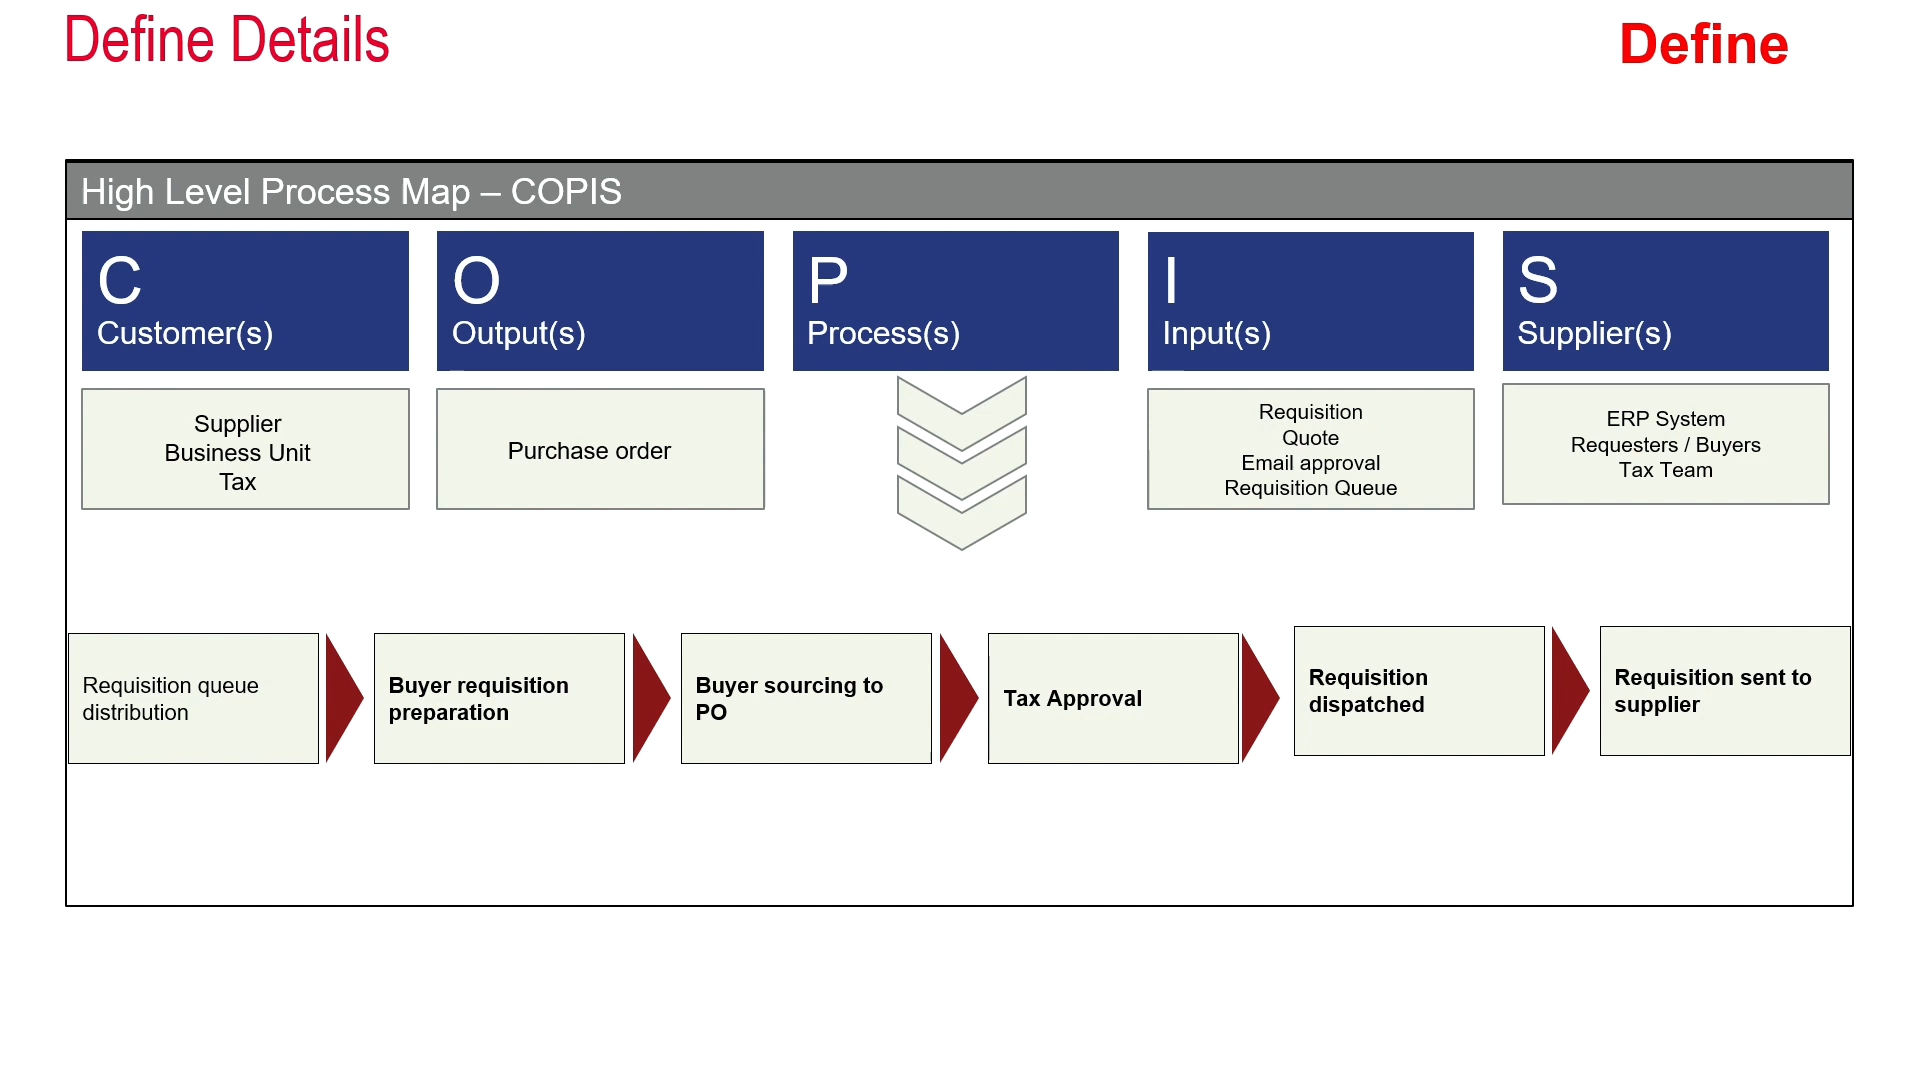 Define Details
Define
High Level Process Map – COPIS
C
Customer(s)
O
Output(s)
P
Process(s)
I
Input(s)
S
Supplier(s)
Supplier
Business Unit
Tax
Purchase order
Requisition
Quote
Email approval
Requisition Queue
ERP System
Requesters / Buyers
Tax Team
Requisition queue
distribution
Buyer requisition
preparation
Buyer sourcing to
PO
Tax Approval
Requisition
dispatched
Requisition sent to
supplier